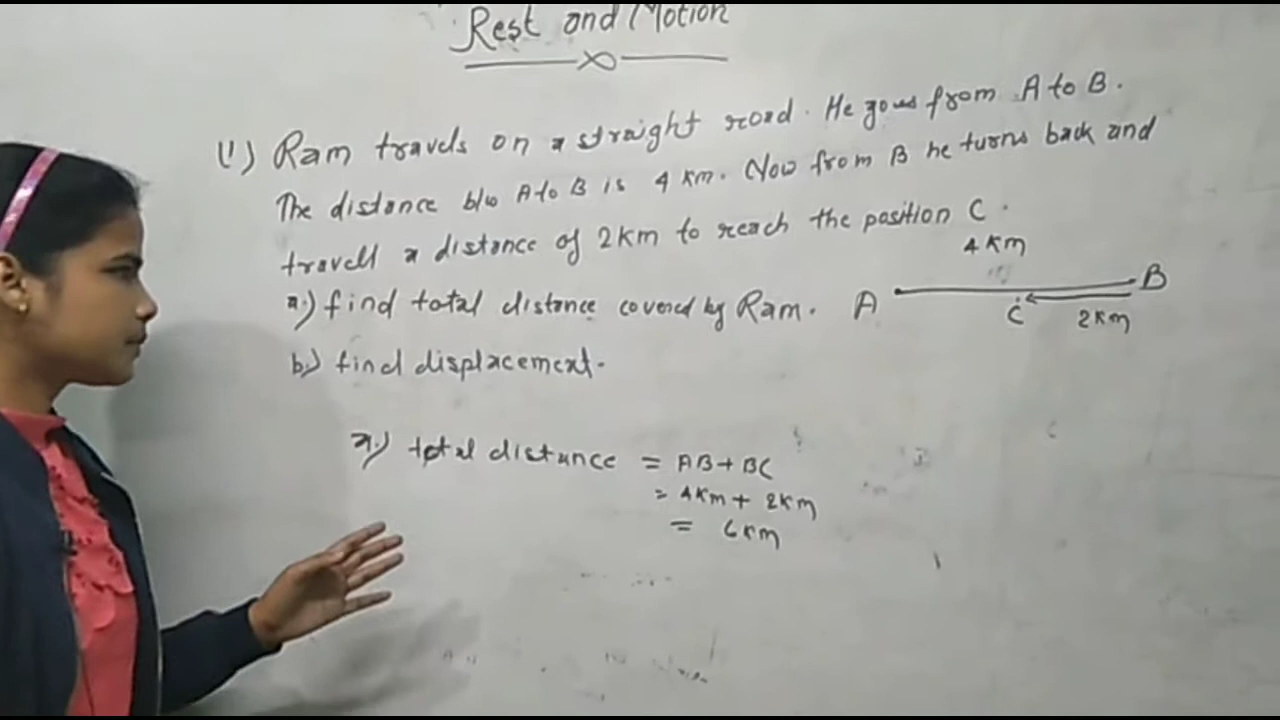 Rest and Motion
(1) Ram travels on a straight road. He goes from A to B.
The distance b/w A to B is 4 km. Now from B he turns back and
travell a distance of 2km to reach the position C.
4 Km
a.) find total distance covered by Ram. A B
C 2Km
b.) find displacement.
a.) total distance = AB + BC
= 4Km + 2Km
= 6Km